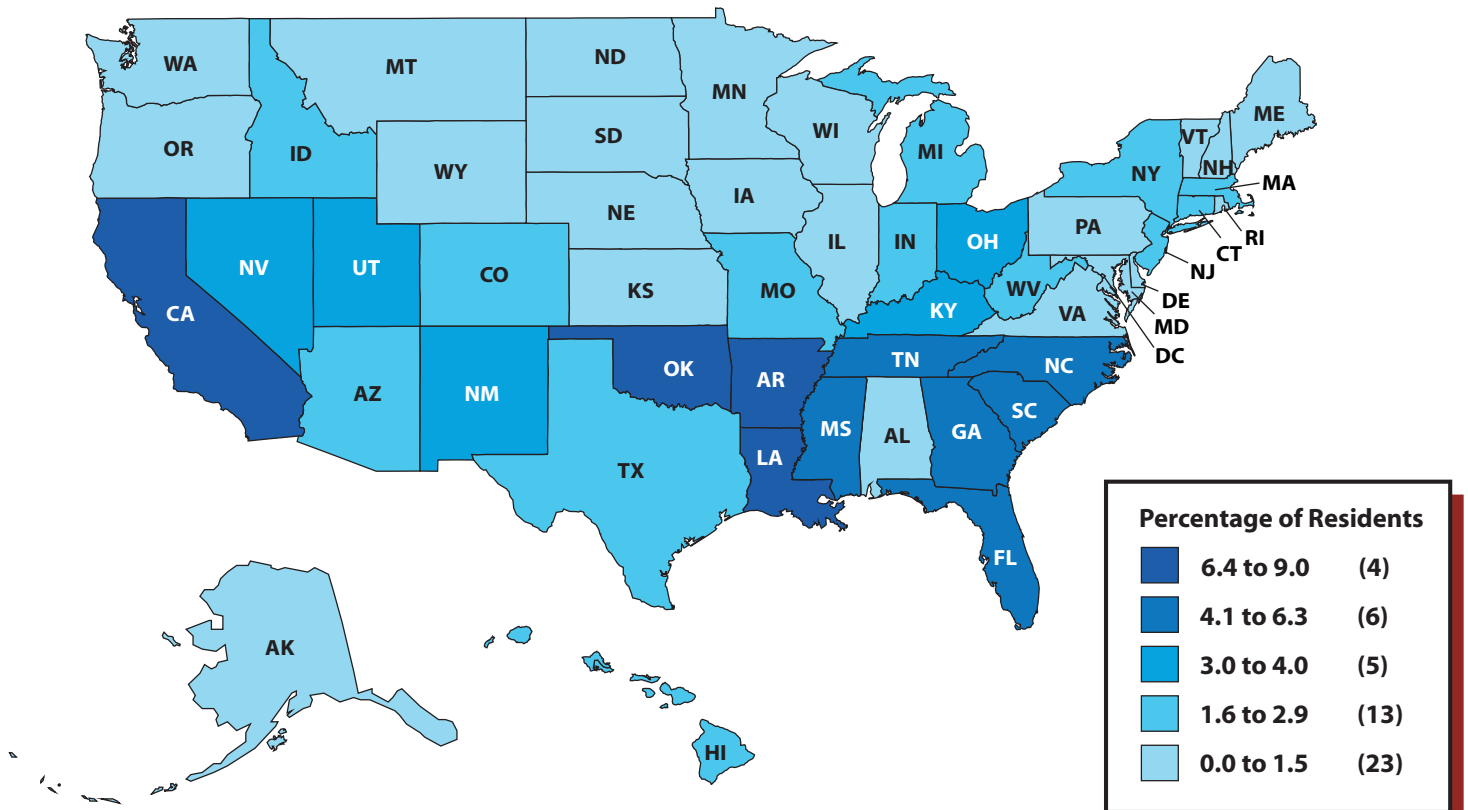 WA
MT
ND
MN
OR
ID
WY
SD
WI
MI
NY
VT
NH
ME
MA
RI
CT
NJ
NE
IA
IL
IN
OH
PA
DE
MD
DC
NV
UT
CO
KS
MO
WV
VA
KY
CA
AZ
NM
OK
AR
TN
NC
SC
TX
LA
MS
AL
GA
FL
AK
HI
Percentage of Residents
6.4 to 9.0 (4)
4.1 to 6.3 (6)
3.0 to 4.0 (5)
1.6 to 2.9 (13)
0.0 to 1.5 (23)